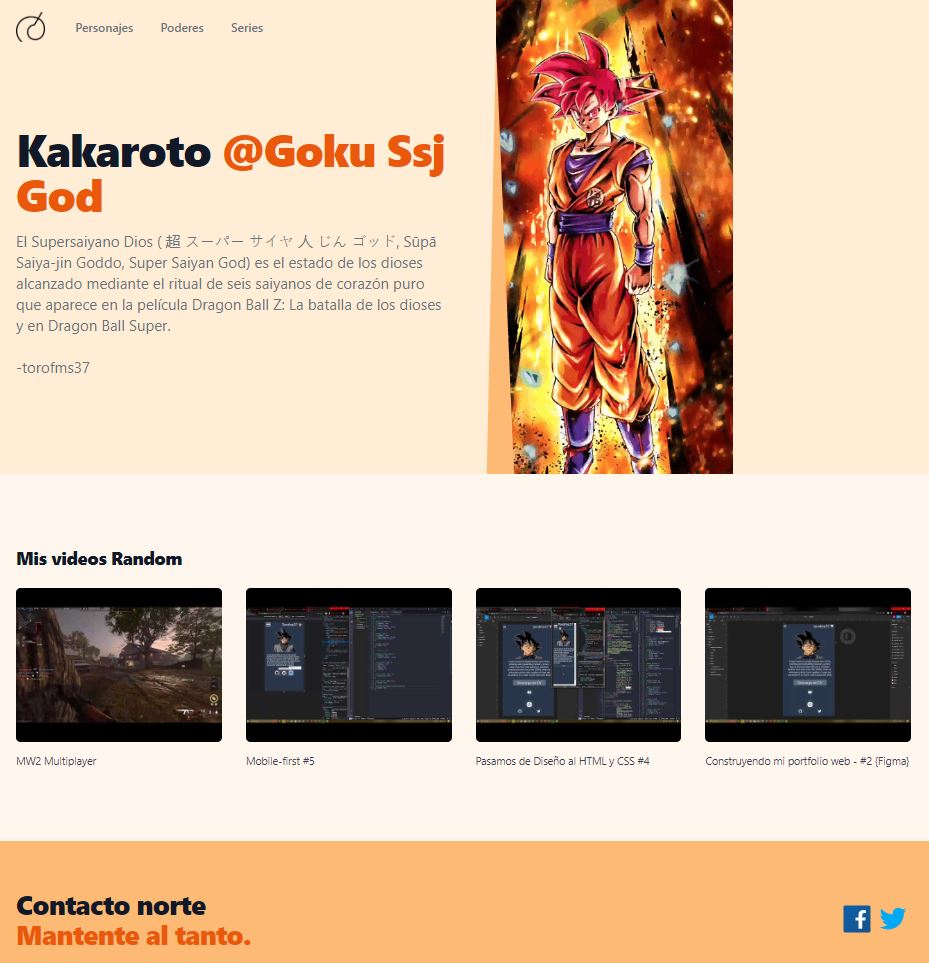 Personajes Poderes Series
Kakaroto @Goku Ssj
God
El Supersaiyano Dios ( 超 スーパー サイヤ 人 じん ゴッド, Sūpā
Saiya-jin Goddo, Super Saiyan God) es el estado de los dioses
alcanzado mediante el ritual de seis saiyanos de corazón puro
que aparece en la película Dragon Ball Z: La batalla de los dioses
y en Dragon Ball Super.
-torofms37
Mis videos Random
MW2 Multiplayer
Mobile-first #5
Pasamos de Diseño al HTML y CSS #4
Construyendo mi portfolio web - #2 {Figma}
Contacto norte
Mantente al tanto.